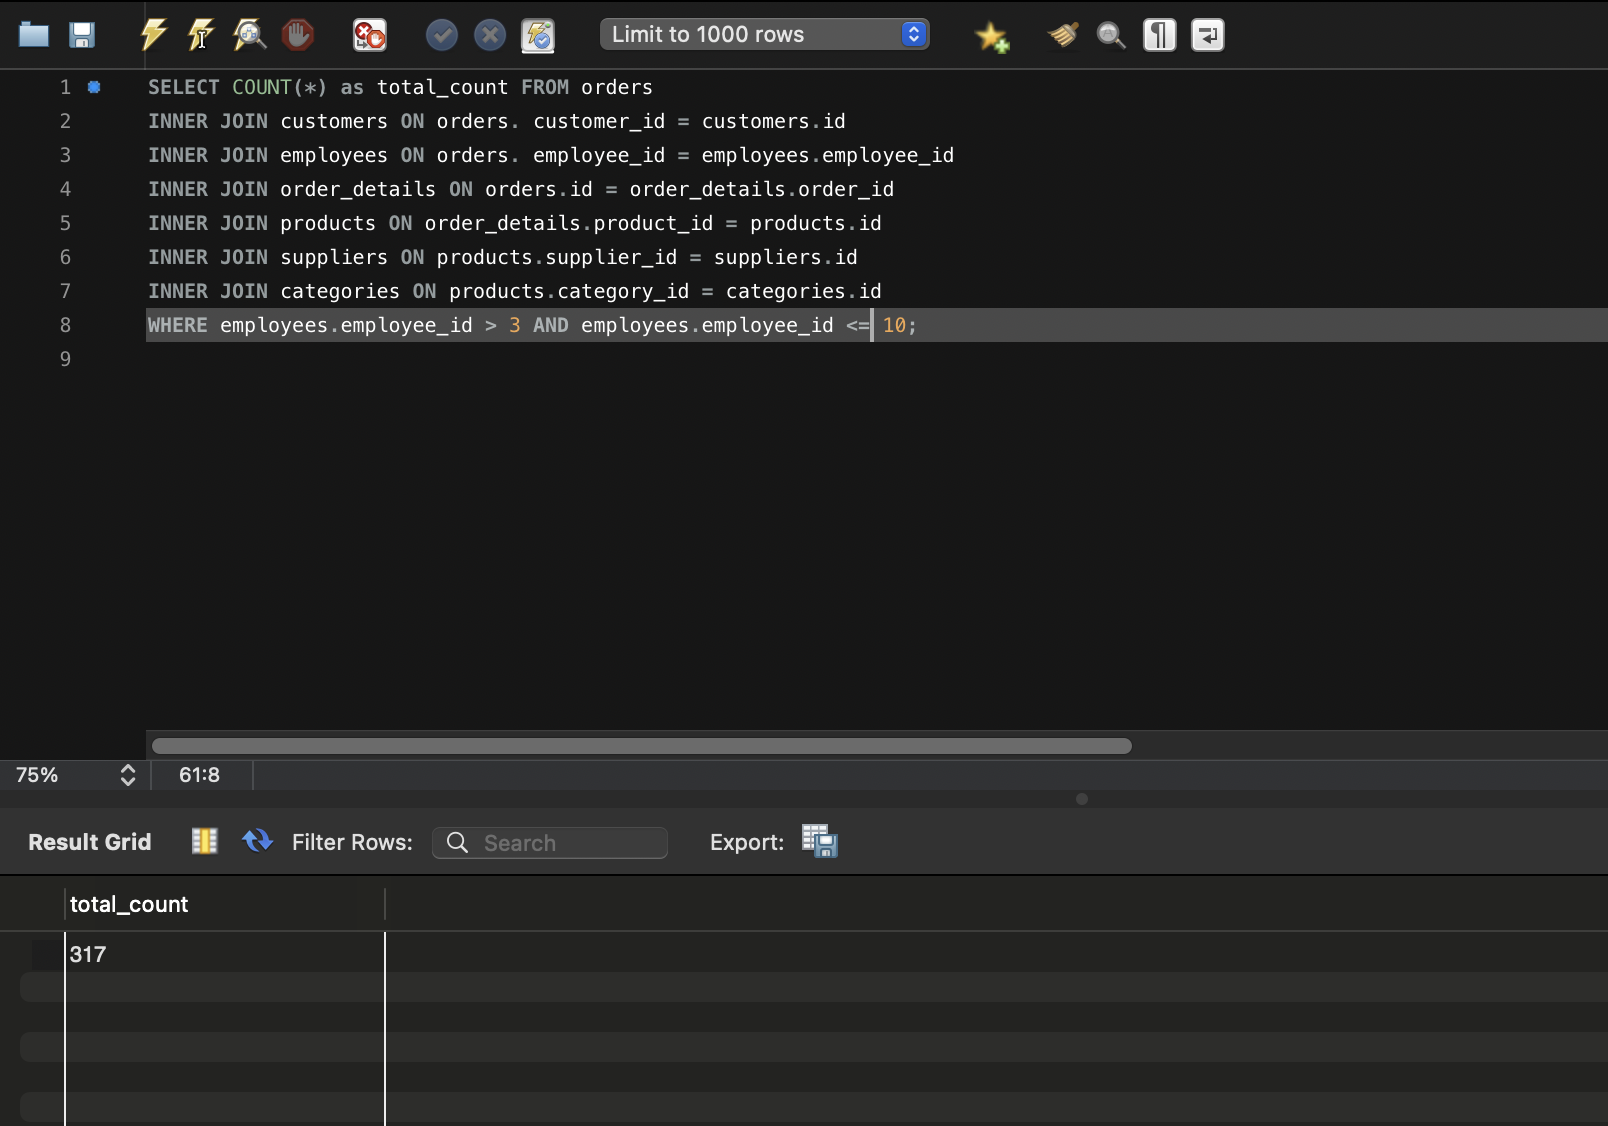 Limit to 1000 rows
1 SELECT COUNT(*) as total_count FROM orders
2 INNER JOIN customers ON orders. customer_id = customers.id
3 INNER JOIN employees ON orders. employee_id = employees.employee_id
4 INNER JOIN order_details ON orders.id = order_details.order_id
5 INNER JOIN products ON order_details.product_id = products.id
6 INNER JOIN suppliers ON products.supplier_id = suppliers.id
7 INNER JOIN categories ON products.category_id = categories.id
8 WHERE employees.employee_id > 3 AND employees.employee_id <= 10;
9
75% 61:8
Result Grid Filter Rows: Search Export:
total_count
317